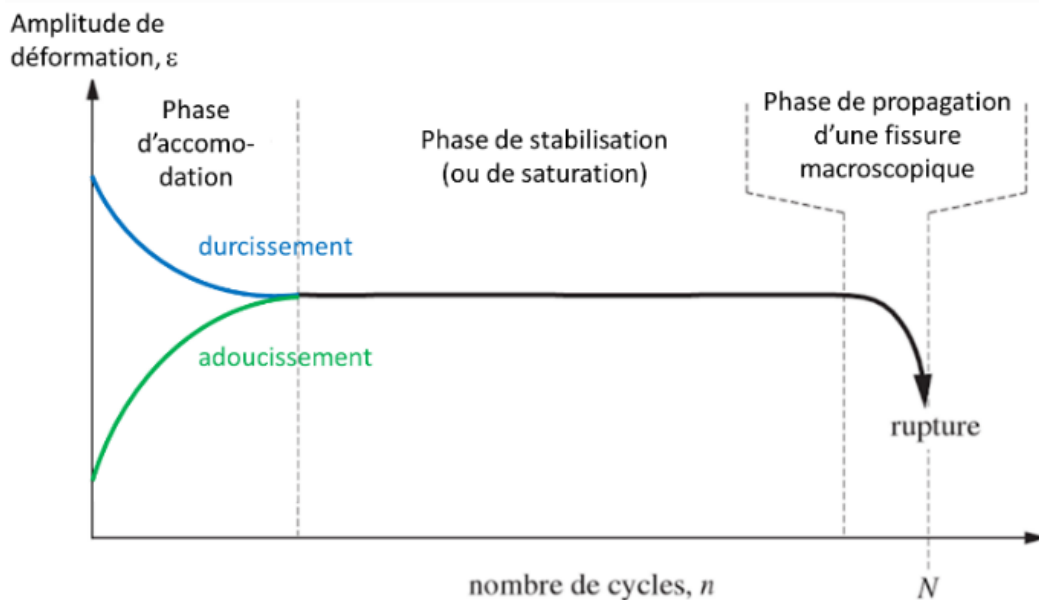 Amplitude de
déformation, ε
Phase
d'accomo-
dation
Phase de stabilisation
(ou de saturation)
Phase de propagation
d'une fissure
macroscopique
durcissement
adoucissement
rupture
nombre de cycles, n
N